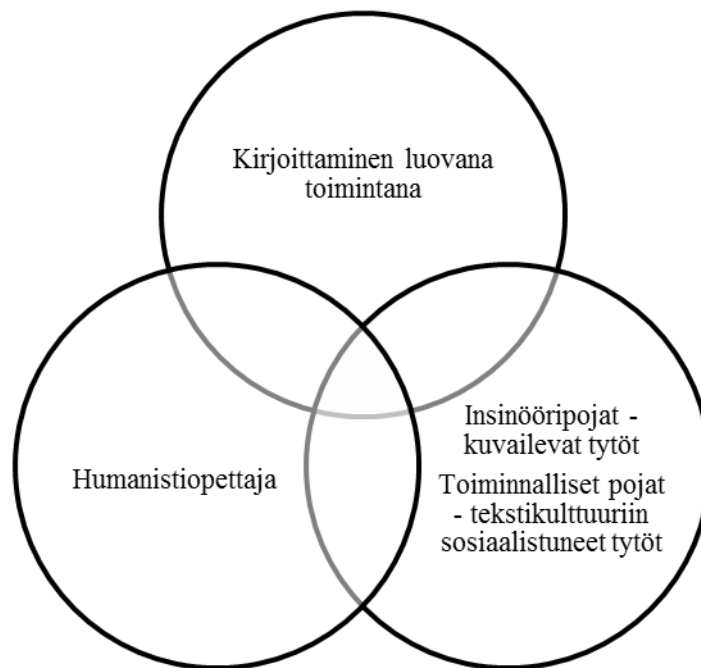 Kirjoittaminen luovana
toimintana
Insinööripojat -
kuvailevat tytöt
Humanistiopettaja
Toiminnalliset pojat
- tekstikulttuuriin
sosiaalistuneet tytöt